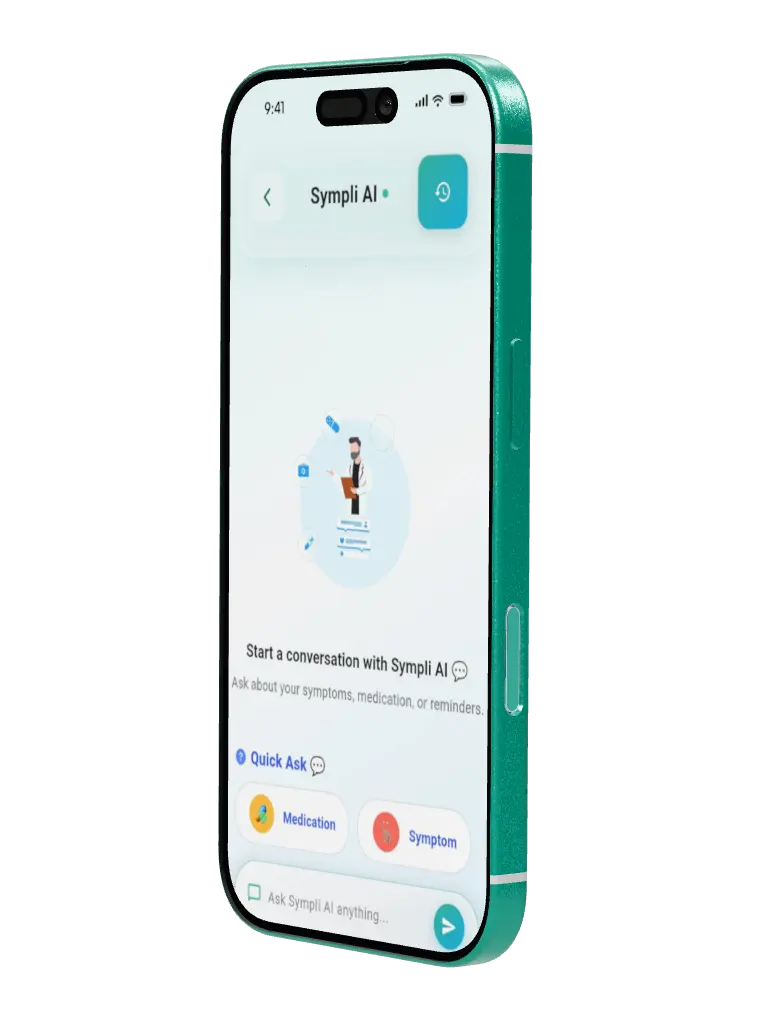 9:41
Sympli AI
Start a conversation with Sympli AI 💬
Ask about your symptoms, medication, or reminders.
Quick Ask 💬
Medication
Symptom
Ask Sympli AI anything...